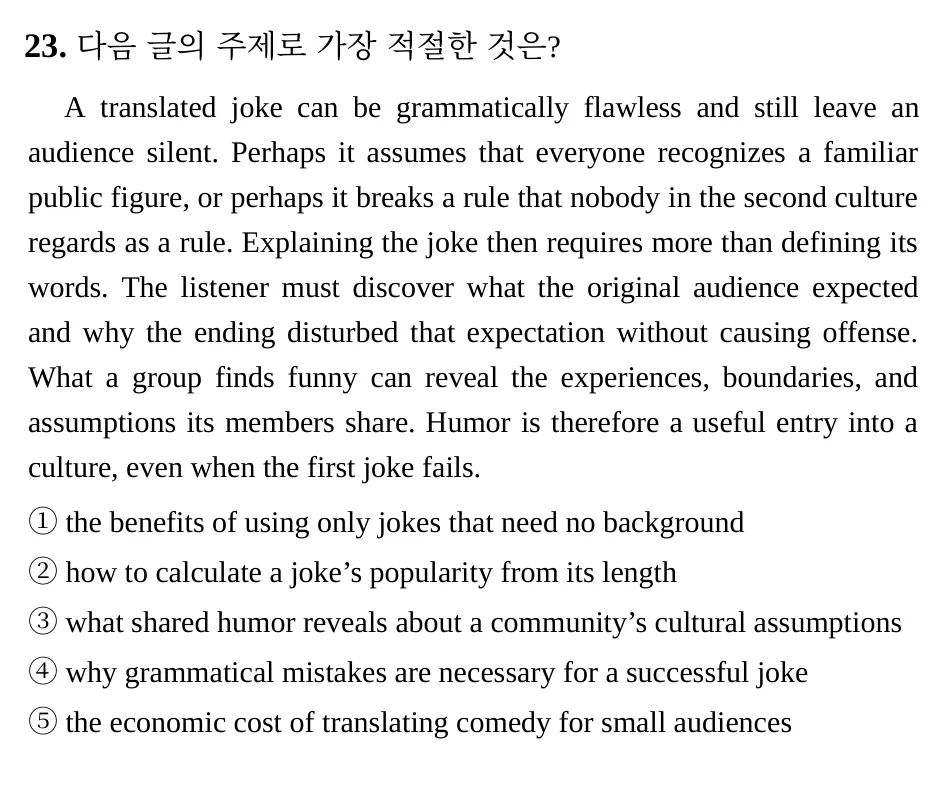 23. 다음 글의 주제로 가장 적절한 것은?
A translated joke can be grammatically flawless and still leave an
audience silent. Perhaps it assumes that everyone recognizes a familiar
public figure, or perhaps it breaks a rule that nobody in the second culture
regards as a rule. Explaining the joke then requires more than defining its
words. The listener must discover what the original audience expected
and why the ending disturbed that expectation without causing offense.
What a group finds funny can reveal the experiences, boundaries, and
assumptions its members share. Humor is therefore a useful entry into a
culture, even when the first joke fails.
① the benefits of using only jokes that need no background
② how to calculate a joke’s popularity from its length
③ what shared humor reveals about a community’s cultural assumptions
④ why grammatical mistakes are necessary for a successful joke
⑤ the economic cost of translating comedy for small audiences